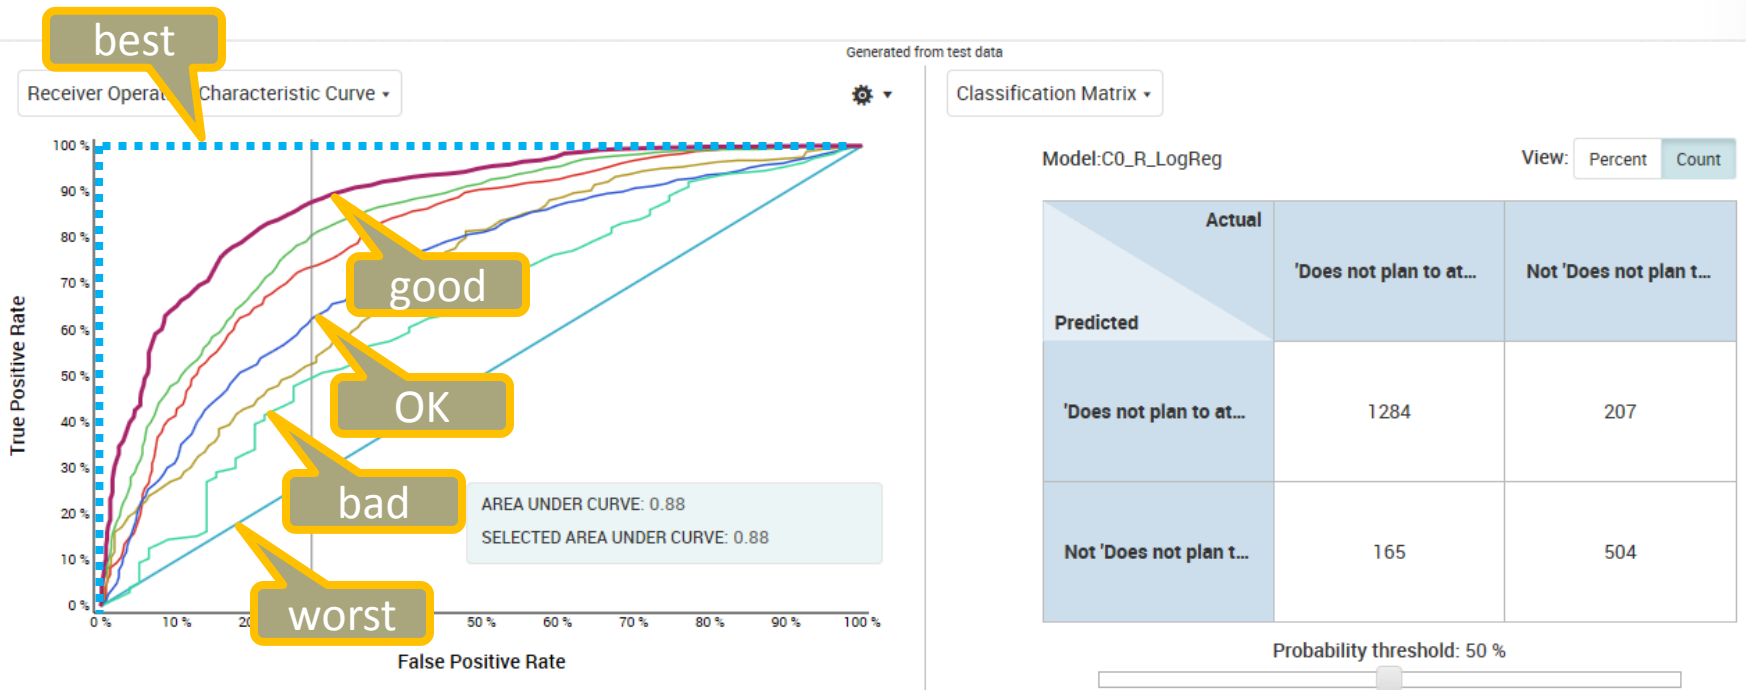 best
Generated from test data
Receiver Operat Characteristic Curve
Classification Matrix
100 %
90 %
80 %
70 %
60 %
50 %
40 %
30 %
20 %
10 %
0 %
True Positive Rate
good
OK
bad
worst
AREA UNDER CURVE: 0.88
SELECTED AREA UNDER CURVE: 0.88
0 %
10 %
20
50 %
60 %
70 %
80 %
90 %
100 %
False Positive Rate
Model:C0_R_LogReg
View: Percent Count
Actual
Predicted
'Does not plan to at... Not 'Does not plan t...
'Does not plan to at... 1284 207
Not 'Does not plan t... 165 504
Probability threshold: 50 %